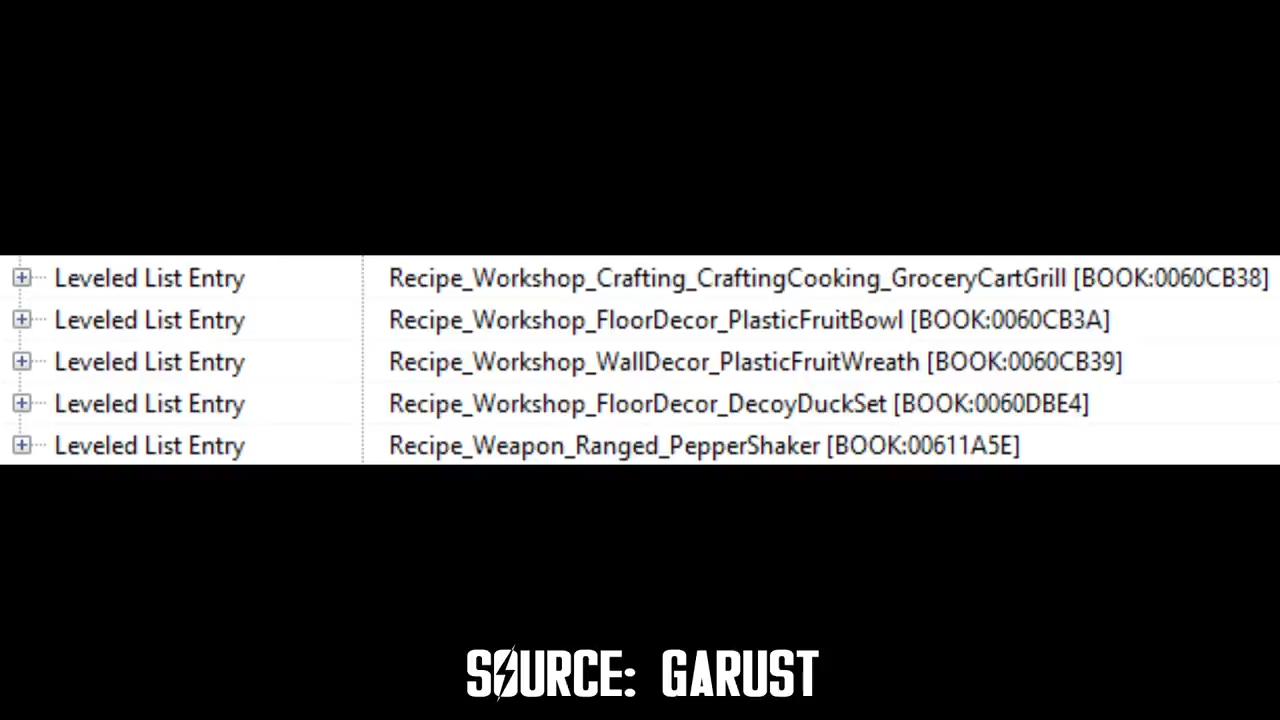 Leveled List Entry Recipe_Workshop_Crafting_CraftingCooking_GroceryCartGrill [BOOK:0060CB38]
Leveled List Entry Recipe_Workshop_FloorDecor_PlasticFruitBowl [BOOK:0060CB3A]
Leveled List Entry Recipe_Workshop_WallDecor_PlasticFruitWreath [BOOK:0060CB39]
Leveled List Entry Recipe_Workshop_FloorDecor_DecoyDuckSet [BOOK:0060DBE4]
Leveled List Entry Recipe_Weapon_Ranged_PepperShaker [BOOK:00611A5E]
SOURCE: GARUST